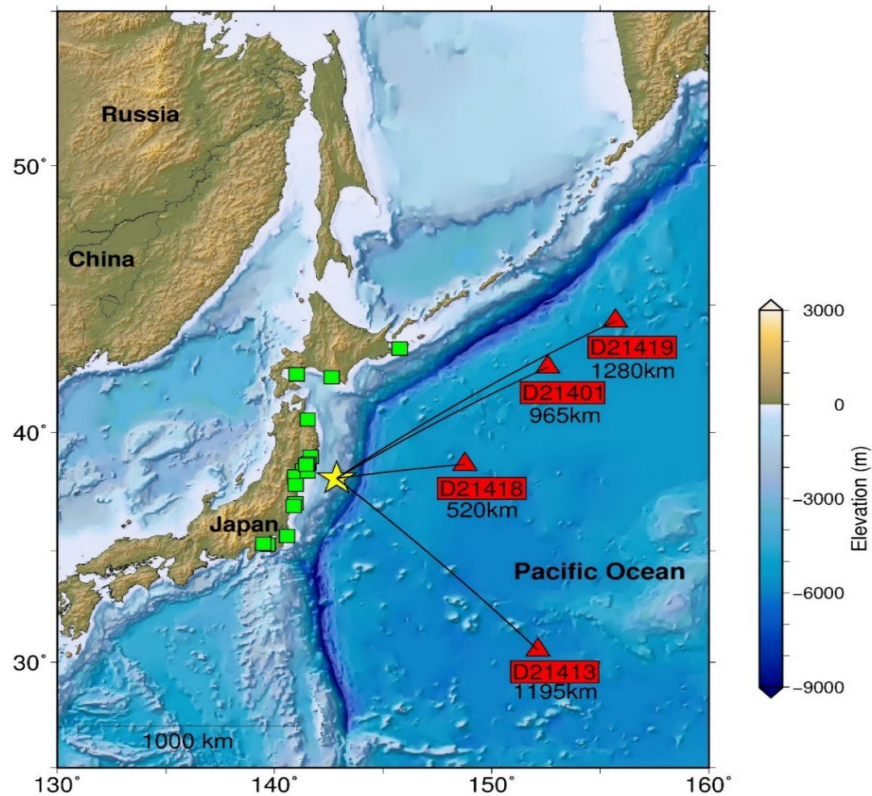 Russia
50˚
China
3000
D21419
1280km
D21401
965km
0
40˚
D21418
520km
−3000
Japan
Elevation (m)
Pacific Ocean
−6000
30˚
D21413
1195km
−9000
1000 km
130˚
140˚
150˚
160˚